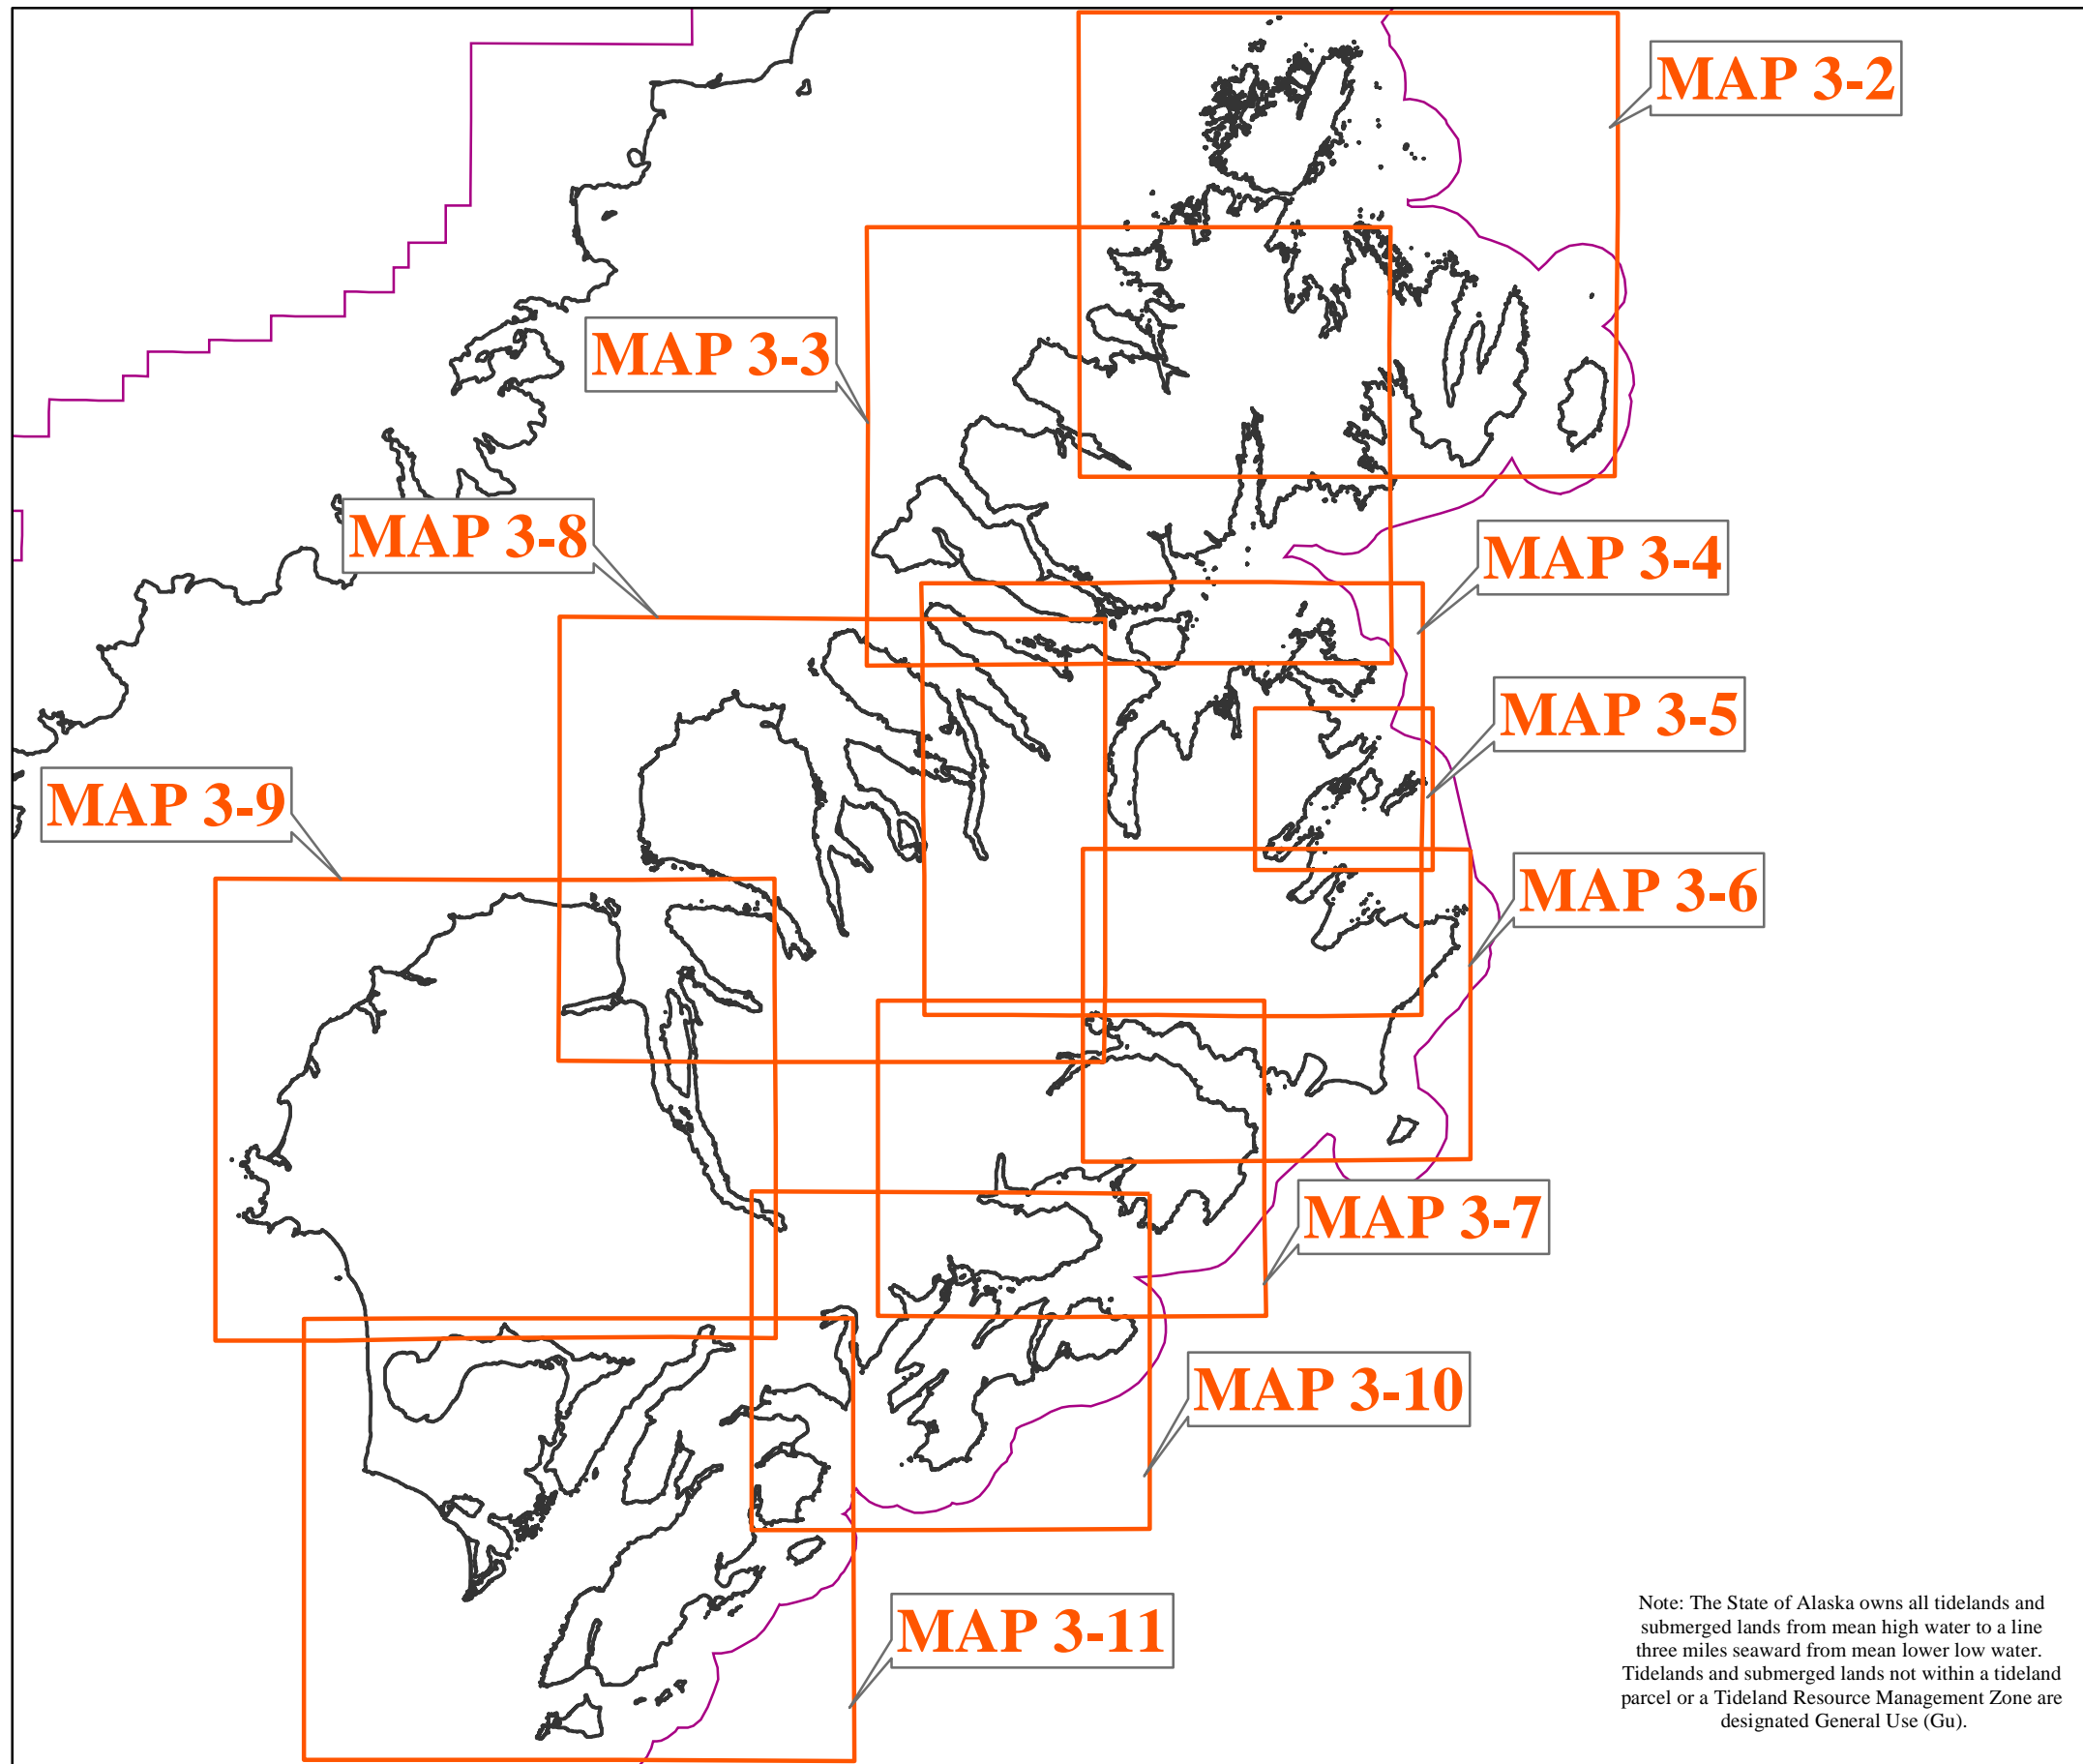 MAP 3-2
MAP 3-3
MAP 3-8
MAP 3-4
MAP 3-5
MAP 3-9
MAP 3-6
MAP 3-7
MAP 3-10
MAP 3-11
Note: The State of Alaska owns all tidelands and
submerged lands from mean high water to a line
three miles seaward from mean lower low water.
Tidelands and submerged lands not within a tideland
parcel or a Tideland Resource Management Zone are
designated General Use (Gu).